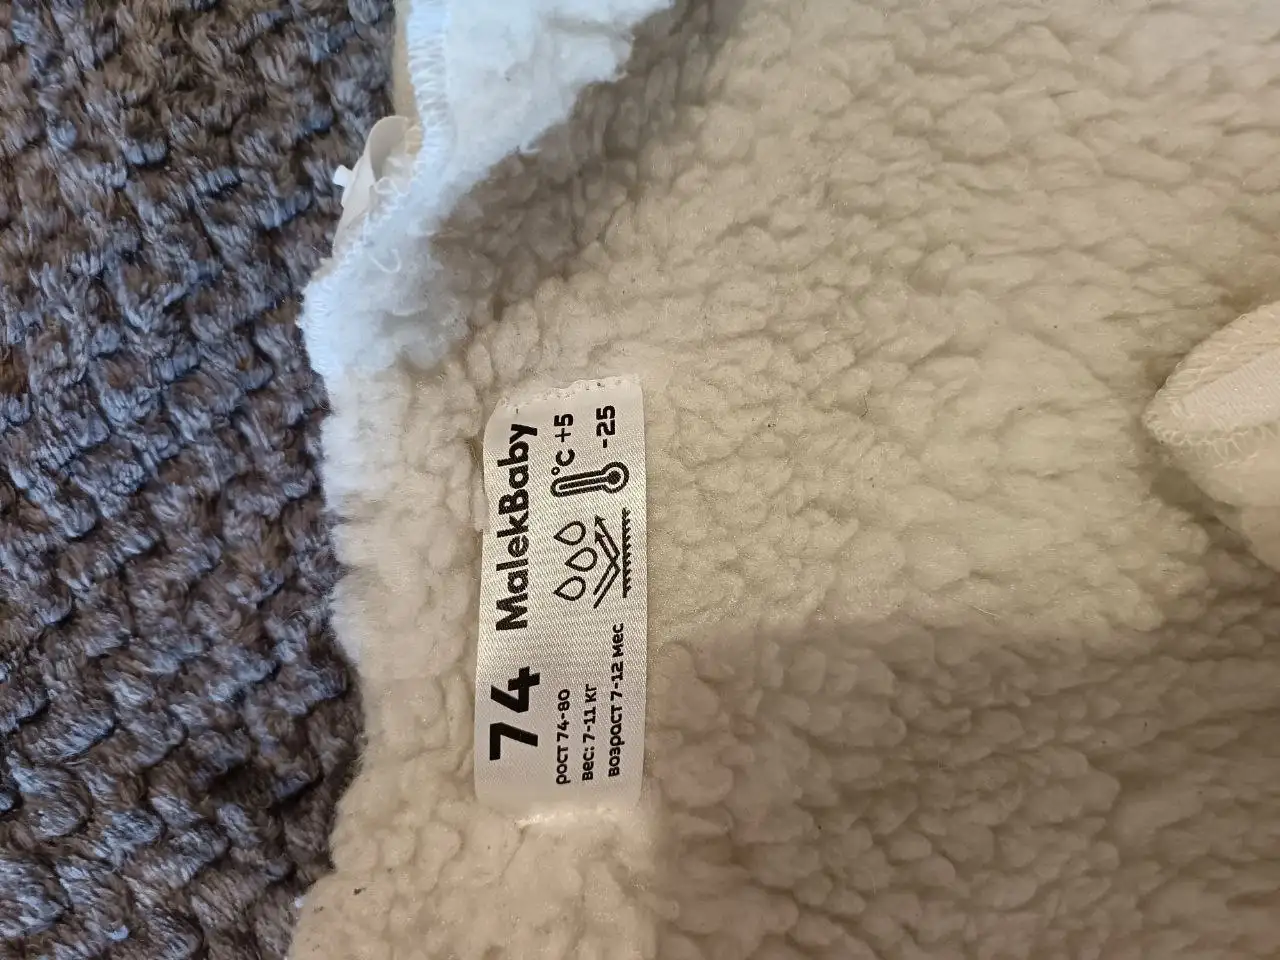 74 MalekBaby
рост 74-80
вес: 7-11 кг
возраст 7-12 мес
°C +5
-25